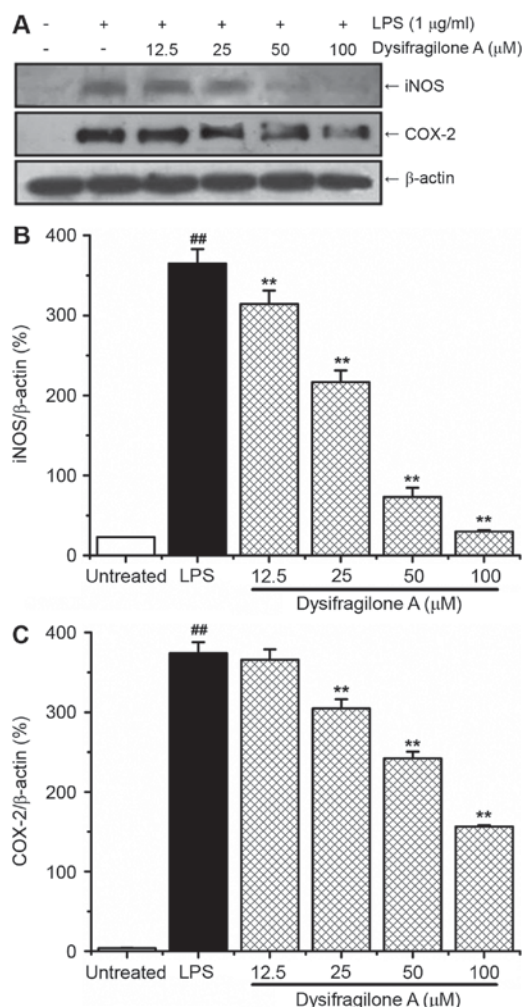 A - + + + + + LPS (1 μg/ml)
- - 12.5 25 50 100 Dysifragilone A (μM)
← iNOS
← COX-2
← β-actin
B
400
300
200
100
0
iNOS/β-actin (%)
##
**
**
**
**
Untreated LPS 12.5 25 50 100
Dysifragilone A (μM)
C
400
300
200
100
0
COX-2/β-actin (%)
##
**
**
**
Untreated LPS 12.5 25 50 100
Dysifragilone A (μM)